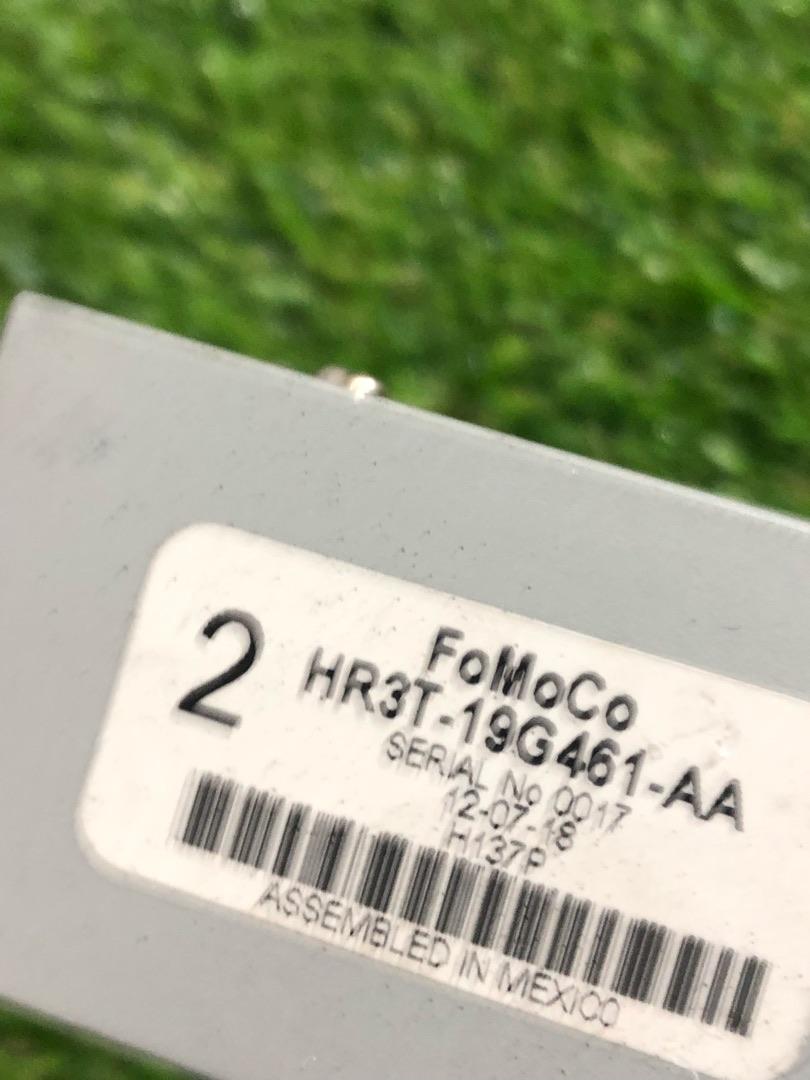 2
FoMoCo
HR3T-19G461-AA
SERIAL No 0017
12-07-18
H137P
ASSEMBLED IN MEXICO